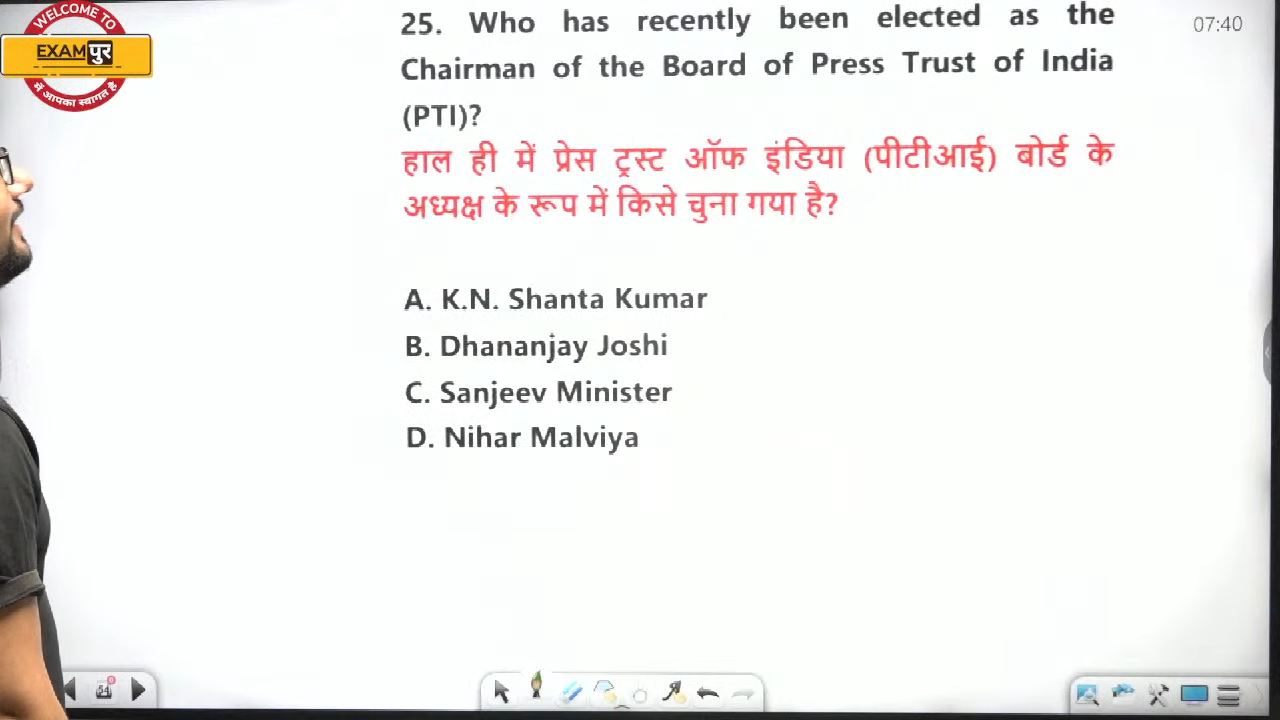 WELCOME TO
EXAMपुर
में आपका स्वागत है
07:40
25. Who has recently been elected as the
Chairman of the Board of Press Trust of India
(PTI)?
हाल ही में प्रेस ट्रस्ट ऑफ इंडिया (पीटीआई) बोर्ड के
अध्यक्ष के रूप में किसे चुना गया है?
A. K.N. Shanta Kumar
B. Dhananjay Joshi
C. Sanjeev Minister
D. Nihar Malviya